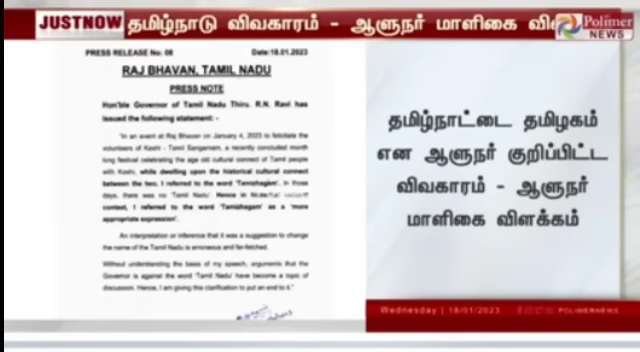 JUSTNOW தமிழ்நாடு விவகாரம் - ஆளுநர் மாளிகை
Polimer
NEWS
PRESS RELEASE No: 08 Date:18.01.2023
RAJ BHAVAN, TAMIL NADU
PRESS NOTE
Hon'ble Governor of Tamil Nadu Thiru. R.N. Ravi has
issued the following statement: -
"In an event at Raj Bhavan on January 4, 2023 to felicitate the
volunteers of Kashi - Tamil Sangamam, a recently concluded month
long festival celebrating the age old cultural connect of Tamil people
with Kashi, while dwelling upon the historical cultural connect
between the two, I referred to the word 'Tamizhagam'. In those
days, there was no 'Tamil Nadu'. Hence in historical cultural
context, I referred to the word 'Tamizhagam' as a 'more
appropriate expression'.
An interpretation or inference that it was a suggestion to change
the name of the Tamil Nadu is erroneous and far-fetched.
Without understanding the basis of my speech, arguments that the
Governor is against the word 'Tamil Nadu' have become a topic of
discussion. Hence, I am giving this clarification to put an end to it."
தமிழ்நாட்டை தமிழகம்
என ஆளுநர் குறிப்பிட்ட
விவகாரம் - ஆளுநர்
மாளிகை விளக்கம்
Wednesday | 18/01/2023 POLIMERNEWS